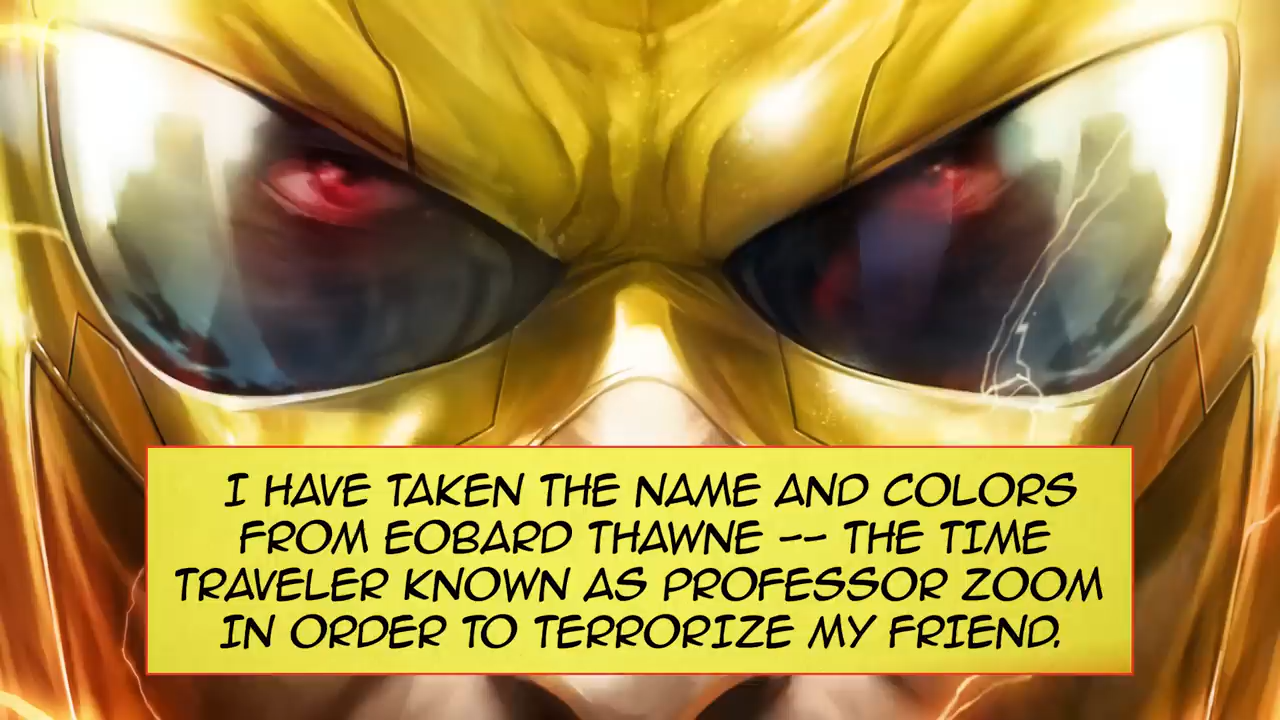 I HAVE TAKEN THE NAME AND COLORS
FROM EOBARD THAWNE -- THE TIME
TRAVELER KNOWN AS PROFESSOR ZOOM
IN ORDER TO TERRORIZE MY FRIEND.